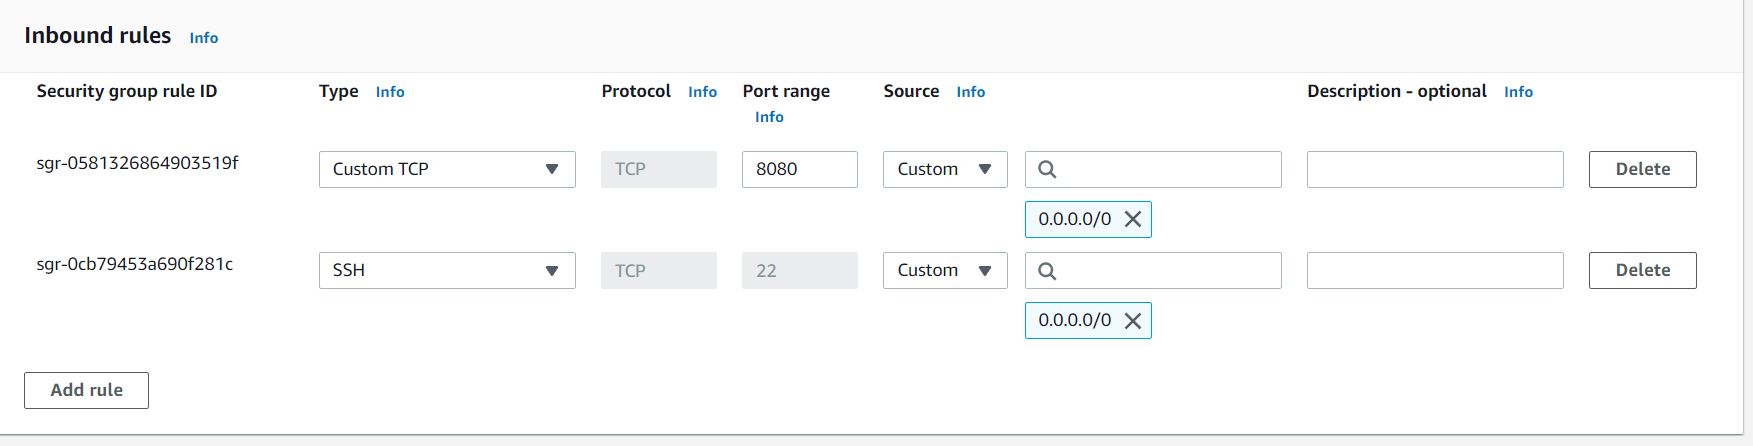 Inbound rules Info
Security group rule ID Type Info Protocol Info Port range Source Info Description - optional Info
Info
sgr-0581326864903519f Custom TCP TCP 8080 Custom Delete
0.0.0.0/0
sgr-0cb79453a690f281c SSH TCP 22 Custom Delete
0.0.0.0/0
Add rule